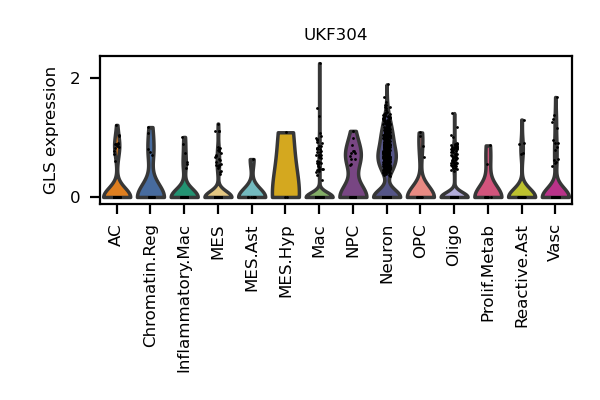 UKF304
GLS expression
2
0
AC
Chromatin.Reg
Inflammatory.Mac
MES
MES.Ast
MES.Hyp
Mac
NPC
Neuron
OPC
Oligo
Prolif.Metab
Reactive.Ast
Vasc